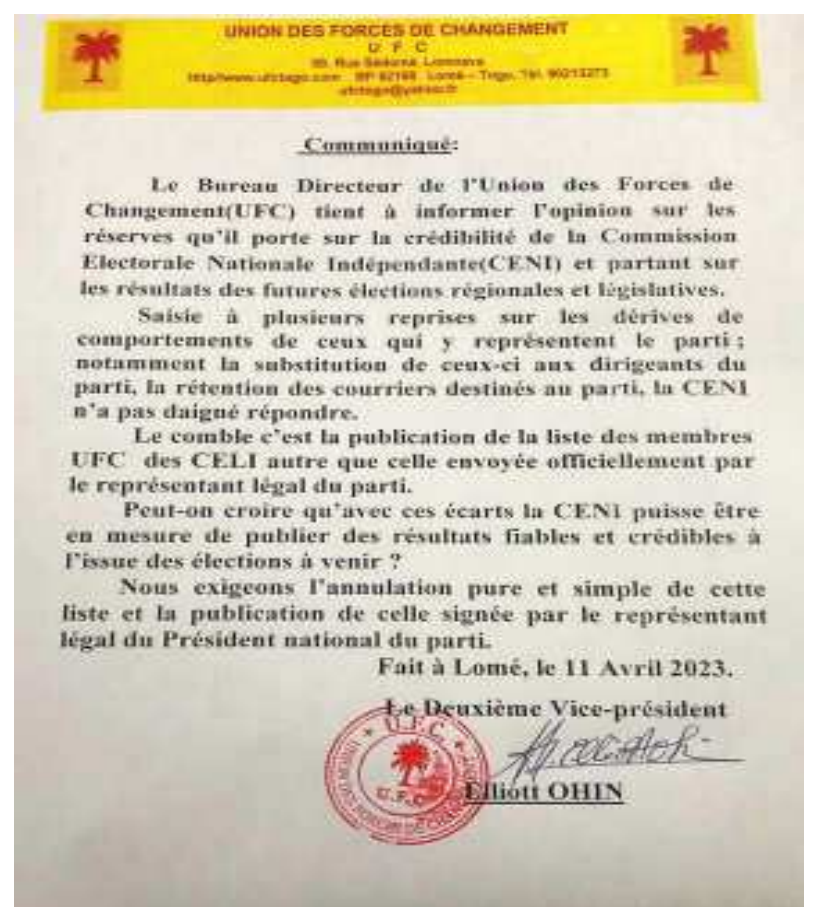 UNION DES FORCES DE CHANGEMENT
U F C
Rue
BP Lomé – Togo, Tél.
Communiqué:
Le Bureau Directeur de l'Union des Forces de
Changement(UFC) tient à informer l'opinion sur les
réserves qu'il porte sur la crédibilité de la Commission
Electorale Nationale Indépendante(CENI) et partant sur
les résultats des futures élections régionales et législatives.
Saisie à plusieurs reprises sur les dérives de
comportements de ceux qui y représentent le parti ;
notamment la substitution de ceux-ci aux dirigeants du
parti, la rétention des courriers destinés au parti, la CENI
n'a pas daigné répondre.
Le comble c'est la publication de la liste des membres
UFC des CELI autre que celle envoyée officiellement par
le représentant légal du parti.
Peut-on croire qu'avec ces écarts la CENI puisse être
en mesure de publier des résultats fiables et crédibles à
l'issue des élections à venir ?
Nous exigeons l'annulation pure et simple de cette
liste et la publication de celle signée par le représentant
légal du Président national du parti.
Fait à Lomé, le 11 Avril 2023.
Le Deuxième Vice-président
U.F.C.
U.F.C
Elliott OHIN